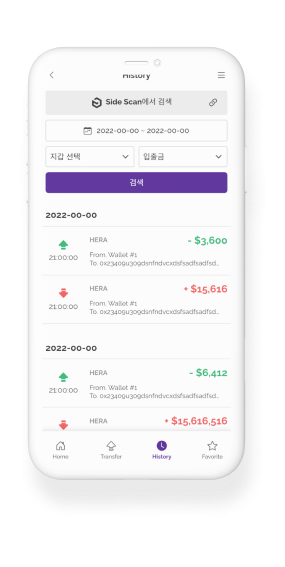 History
Side Scan에서 검색
2022-00-00 ~ 2022-00-00
지갑 선택 입출금
검색
2022-00-00
HERA - $3,600
21:00:00 From. Wallet #1
To. 0x23409u309dsnfndvcxdsfsadfsadfsd...
HERA + $15,616
21:00:00 From. Wallet #1
To. 0x23409u309dsnfndvcxdsfsadfsadfsd...
2022-00-00
HERA - $6,412
21:00:00 From. Wallet #1
To. 0x23409u309dsnfndvcxdsfsadfsadfsd...
HERA + $15,616,516
Home Transfer History Favorite